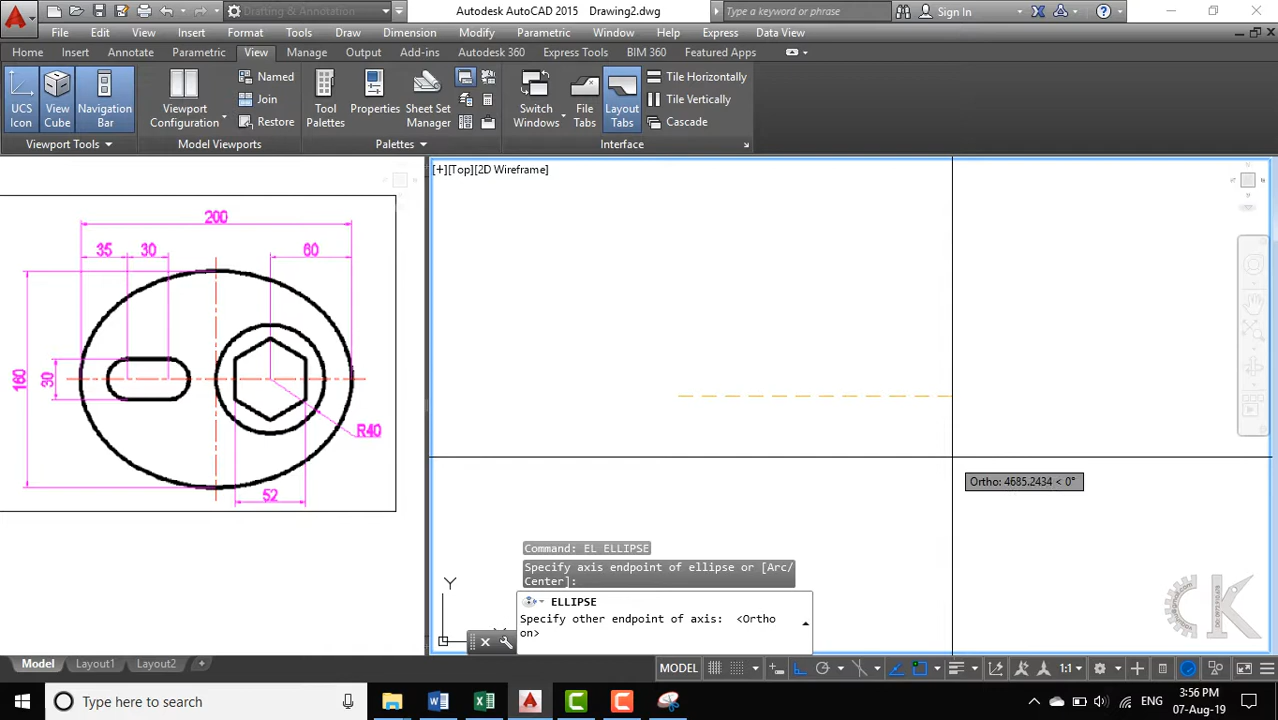 Drafting & Annotation
Autodesk AutoCAD 2015 Drawing2.dwg
Type a keyword or phrase
Sign In
File Edit View Insert Format Tools Draw Dimension Modify Parametric Window Help Express Data View
Home Insert Annotate Parametric View Manage Output Add-ins Autodesk 360 Express Tools BIM 360 Featured Apps
UCS Icon
View Cube
Navigation Bar
Viewport Configuration
Named
Join
Restore
Tool Palettes
Properties
Sheet Set Manager
Switch Windows
File Tabs
Layout Tabs
Tile Horizontally
Tile Vertically
Cascade
Viewport Tools
Model Viewports
Palettes
Interface
[+][Top][2D Wireframe]
200
35 30 60
160
30
R40
52
Ortho: 4685.2434 < 0°
Command: EL ELLIPSE
Specify axis endpoint of ellipse or [Arc/
Center]:
ELLIPSE
Specify other endpoint of axis: <Ortho
on>
Y
Model Layout1 Layout2 +
MODEL
1:1
Type here to search
ENG
3:56 PM
07-Aug-19